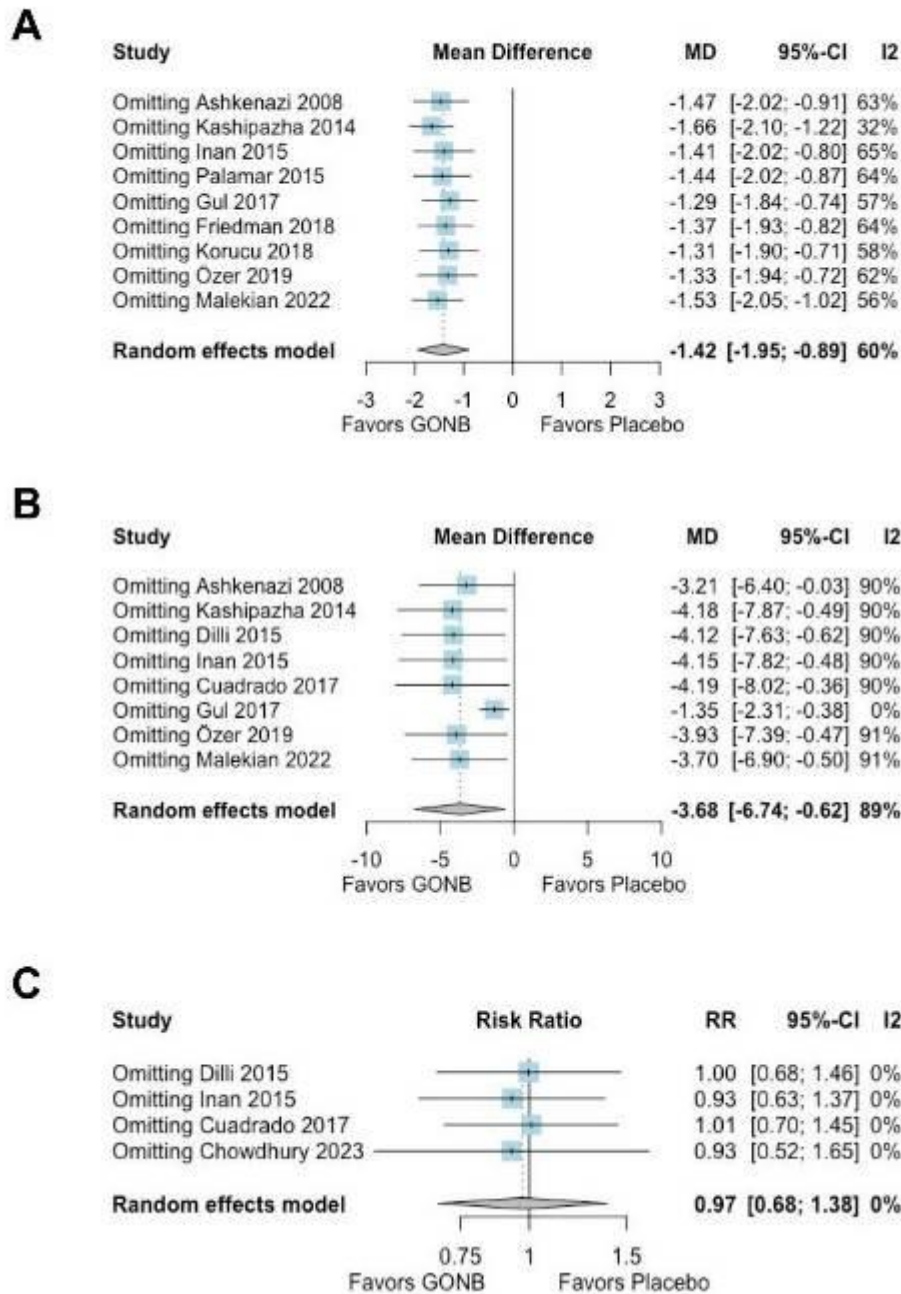 A
Study Mean Difference MD 95%-CI I2
Omitting Ashkenazi 2008 -1.47 [-2.02; -0.91] 63%
Omitting Kashipazha 2014 -1.66 [-2.10; -1.22] 32%
Omitting Inan 2015 -1.41 [-2.02; -0.80] 65%
Omitting Palamar 2015 -1.44 [-2.02; -0.87] 64%
Omitting Gul 2017 -1.29 [-1.84; -0.74] 57%
Omitting Friedman 2018 -1.37 [-1.93; -0.82] 64%
Omitting Korucu 2018 -1.31 [-1.90; -0.71] 58%
Omitting Özer 2019 -1.33 [-1.94; -0.72] 62%
Omitting Malekian 2022 -1.53 [-2.05; -1.02] 56%
Random effects model -1.42 [-1.95; -0.89] 60%
-3 -2 -1 0 1 2 3
Favors GONB Favors Placebo
B
Study Mean Difference MD 95%-CI I2
Omitting Ashkenazi 2008 -3.21 [-6.40; -0.03] 90%
Omitting Kashipazha 2014 -4.18 [-7.87; -0.49] 90%
Omitting Dilli 2015 -4.12 [-7.63; -0.62] 90%
Omitting Inan 2015 -4.15 [-7.82; -0.48] 90%
Omitting Cuadrado 2017 -4.19 [-8.02; -0.36] 90%
Omitting Gul 2017 -1.35 [-2.31; -0.38] 0%
Omitting Özer 2019 -3.93 [-7.39; -0.47] 91%
Omitting Malekian 2022 -3.70 [-6.90; -0.50] 91%
Random effects model -3.68 [-6.74; -0.62] 89%
-10 -5 0 5 10
Favors GONB Favors Placebo
C
Study Risk Ratio RR 95%-CI I2
Omitting Dilli 2015 1.00 [0.68; 1.46] 0%
Omitting Inan 2015 0.93 [0.63; 1.37] 0%
Omitting Cuadrado 2017 1.01 [0.70; 1.45] 0%
Omitting Chowdhury 2023 0.93 [0.52; 1.65] 0%
Random effects model 0.97 [0.68; 1.38] 0%
0.75 1 1.5
Favors GONB Favors Placebo